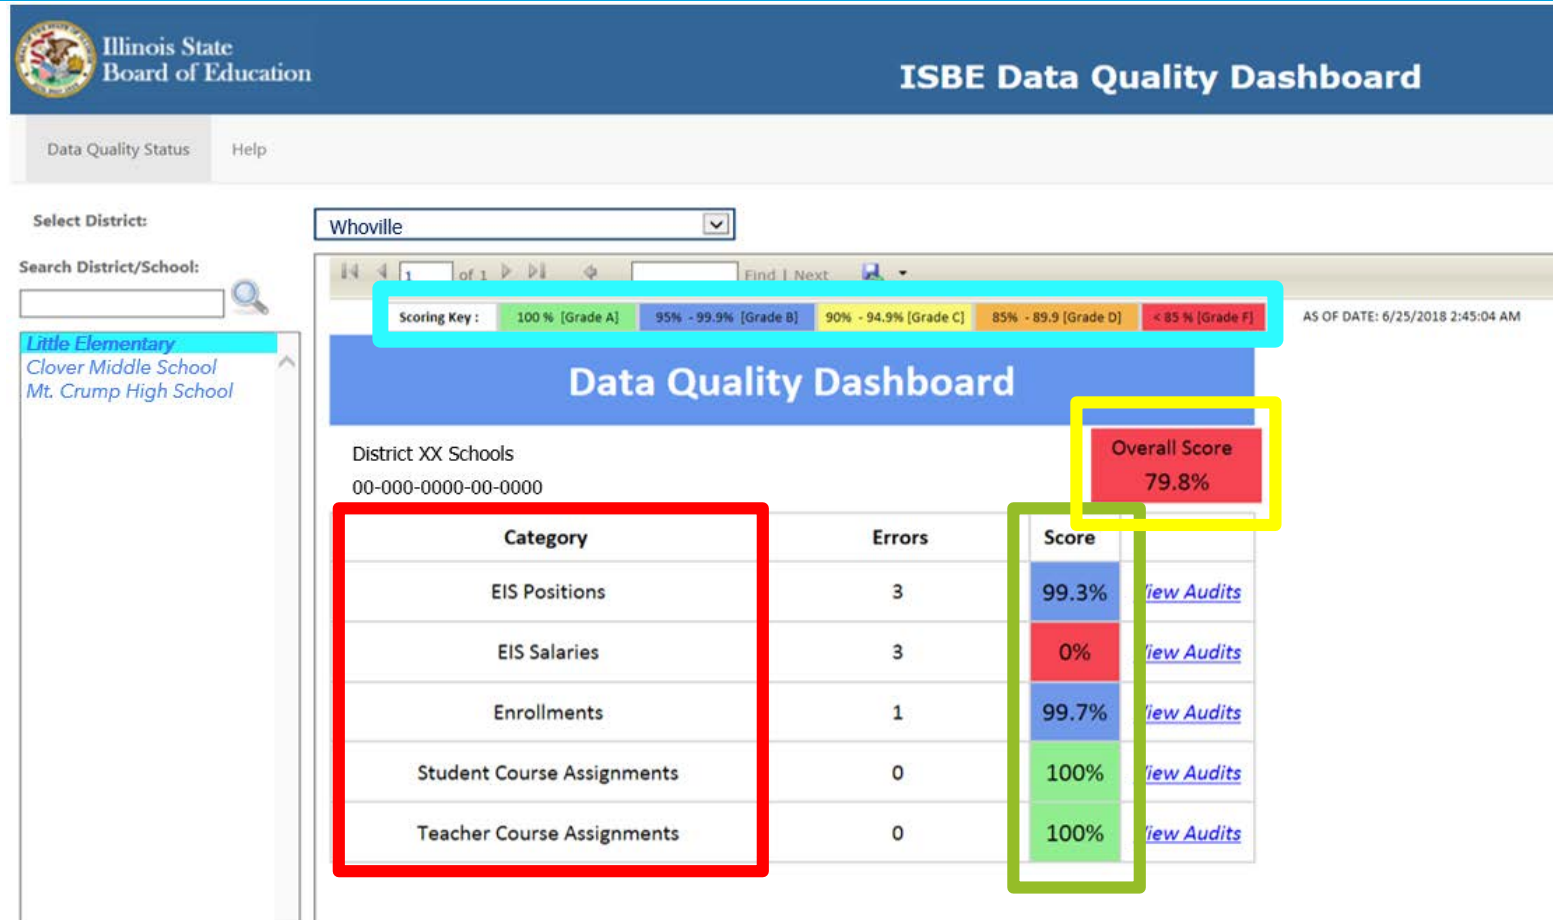 Illinois State
Board of Education
ISBE Data Quality Dashboard
Data Quality Status Help
Select District: Whoville
Search District/School:
1 of 1 Find | Next
Scoring Key : 100 % [Grade A] 95% - 99.9% [Grade B] 90% - 94.9% [Grade C] 85% - 89.9 [Grade D] < 85 % [Grade F] AS OF DATE: 6/25/2018 2:45:04 AM
Little Elementary
Clover Middle School
Mt. Crump High School
Data Quality Dashboard
District XX Schools
00-000-0000-00-0000
Overall Score
79.8%
Category Errors Score
EIS Positions 3 99.3% View Audits
EIS Salaries 3 0% View Audits
Enrollments 1 99.7% View Audits
Student Course Assignments 0 100% View Audits
Teacher Course Assignments 0 100% View Audits